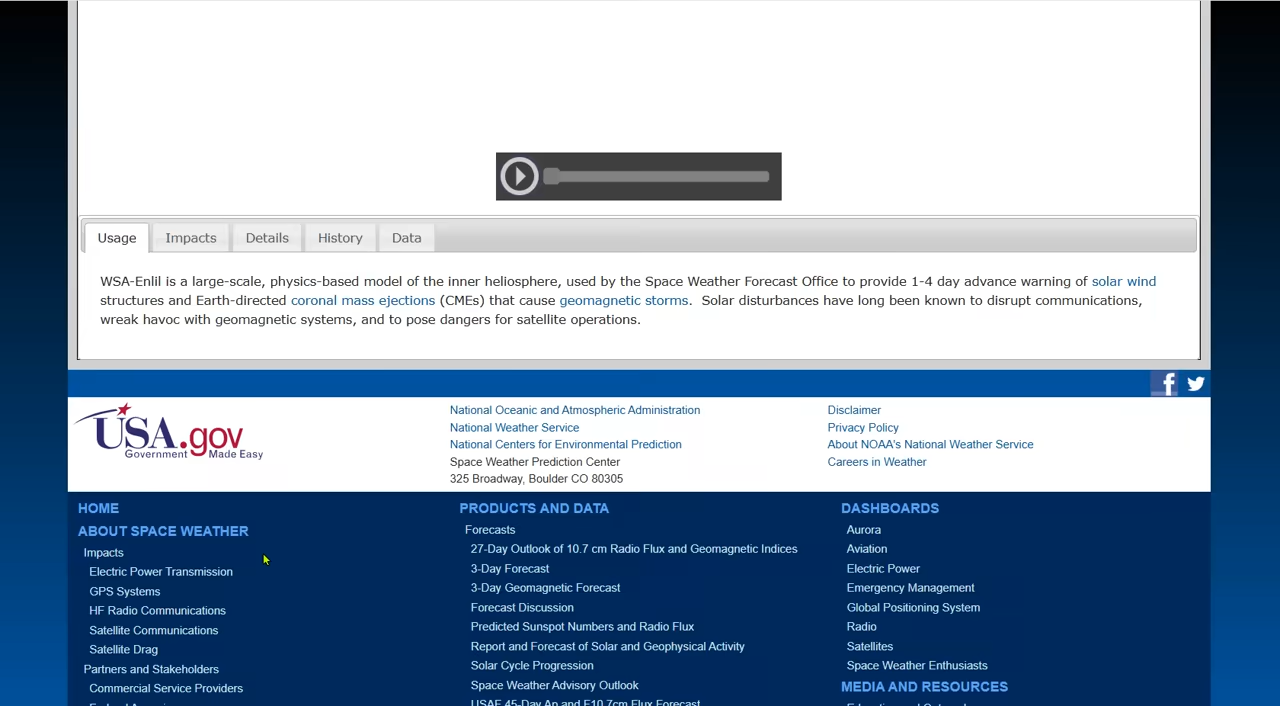 Usage Impacts Details History Data
WSA-Enlil is a large-scale, physics-based model of the inner heliosphere, used by the Space Weather Forecast Office to provide 1-4 day advance warning of solar wind
structures and Earth-directed coronal mass ejections (CMEs) that cause geomagnetic storms. Solar disturbances have long been known to disrupt communications,
wreak havoc with geomagnetic systems, and to pose dangers for satellite operations.
f
USA.gov
Government Made Easy
National Oceanic and Atmospheric Administration
National Weather Service
National Centers for Environmental Prediction
Space Weather Prediction Center
325 Broadway, Boulder CO 80305
Disclaimer
Privacy Policy
About NOAA's National Weather Service
Careers in Weather
HOME
ABOUT SPACE WEATHER
Impacts
Electric Power Transmission
GPS Systems
HF Radio Communications
Satellite Communications
Satellite Drag
Partners and Stakeholders
Commercial Service Providers
PRODUCTS AND DATA
Forecasts
27-Day Outlook of 10.7 cm Radio Flux and Geomagnetic Indices
3-Day Forecast
3-Day Geomagnetic Forecast
Forecast Discussion
Predicted Sunspot Numbers and Radio Flux
Report and Forecast of Solar and Geophysical Activity
Solar Cycle Progression
Space Weather Advisory Outlook
USAF 45-Day Ap and F10.7cm Flux Forecast
DASHBOARDS
Aurora
Aviation
Electric Power
Emergency Management
Global Positioning System
Radio
Satellites
Space Weather Enthusiasts
MEDIA AND RESOURCES